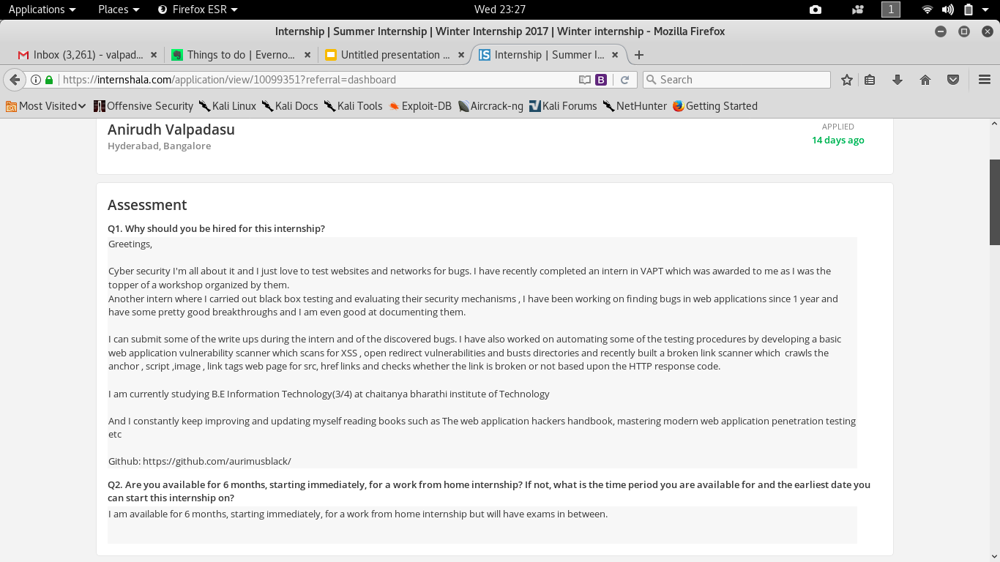 Applications Places Firefox ESR Wed 23:27 1
Internship | Summer Internship | Winter Internship 2017 | Winter internship - Mozilla Firefox
Inbox (3,261) - valpad... Things to do | Everno... Untitled presentation ... Internship | Summer I...
https://internshala.com/application/view/10099351?referral=dashboard Search
Most Visited Offensive Security Kali Linux Kali Docs Kali Tools Exploit-DB Aircrack-ng Kali Forums NetHunter Getting Started
Anirudh Valpadasu APPLIED
Hyderabad, Bangalore 14 days ago
Assessment
Q1. Why should you be hired for this internship?
Greetings,
Cyber security I'm all about it and I just love to test websites and networks for bugs. I have recently completed an intern in VAPT which was awarded to me as I was the
topper of a workshop organized by them.
Another intern where I carried out black box testing and evaluating their security mechanisms , I have been working on finding bugs in web applications since 1 year and
have some pretty good breakthroughs and I am even good at documenting them.
I can submit some of the write ups during the intern and of the discovered bugs. I have also worked on automating some of the testing procedures by developing a basic
web application vulnerability scanner which scans for XSS , open redirect vulnerabilities and busts directories and recently built a broken link scanner which  crawls the
anchor , script ,image , link tags web page for src, href links and checks whether the link is broken or not based upon the HTTP response code.
I am currently studying B.E Information Technology(3/4) at chaitanya bharathi institute of Technology
And I constantly keep improving and updating myself reading books such as The web application hackers handbook, mastering modern web application penetration testing
etc
Github: https://github.com/aurimusblack/
Q2. Are you available for 6 months, starting immediately, for a work from home internship? If not, what is the time period you are available for and the earliest date you
can start this internship on?
I am available for 6 months, starting immediately, for a work from home internship but will have exams in between.